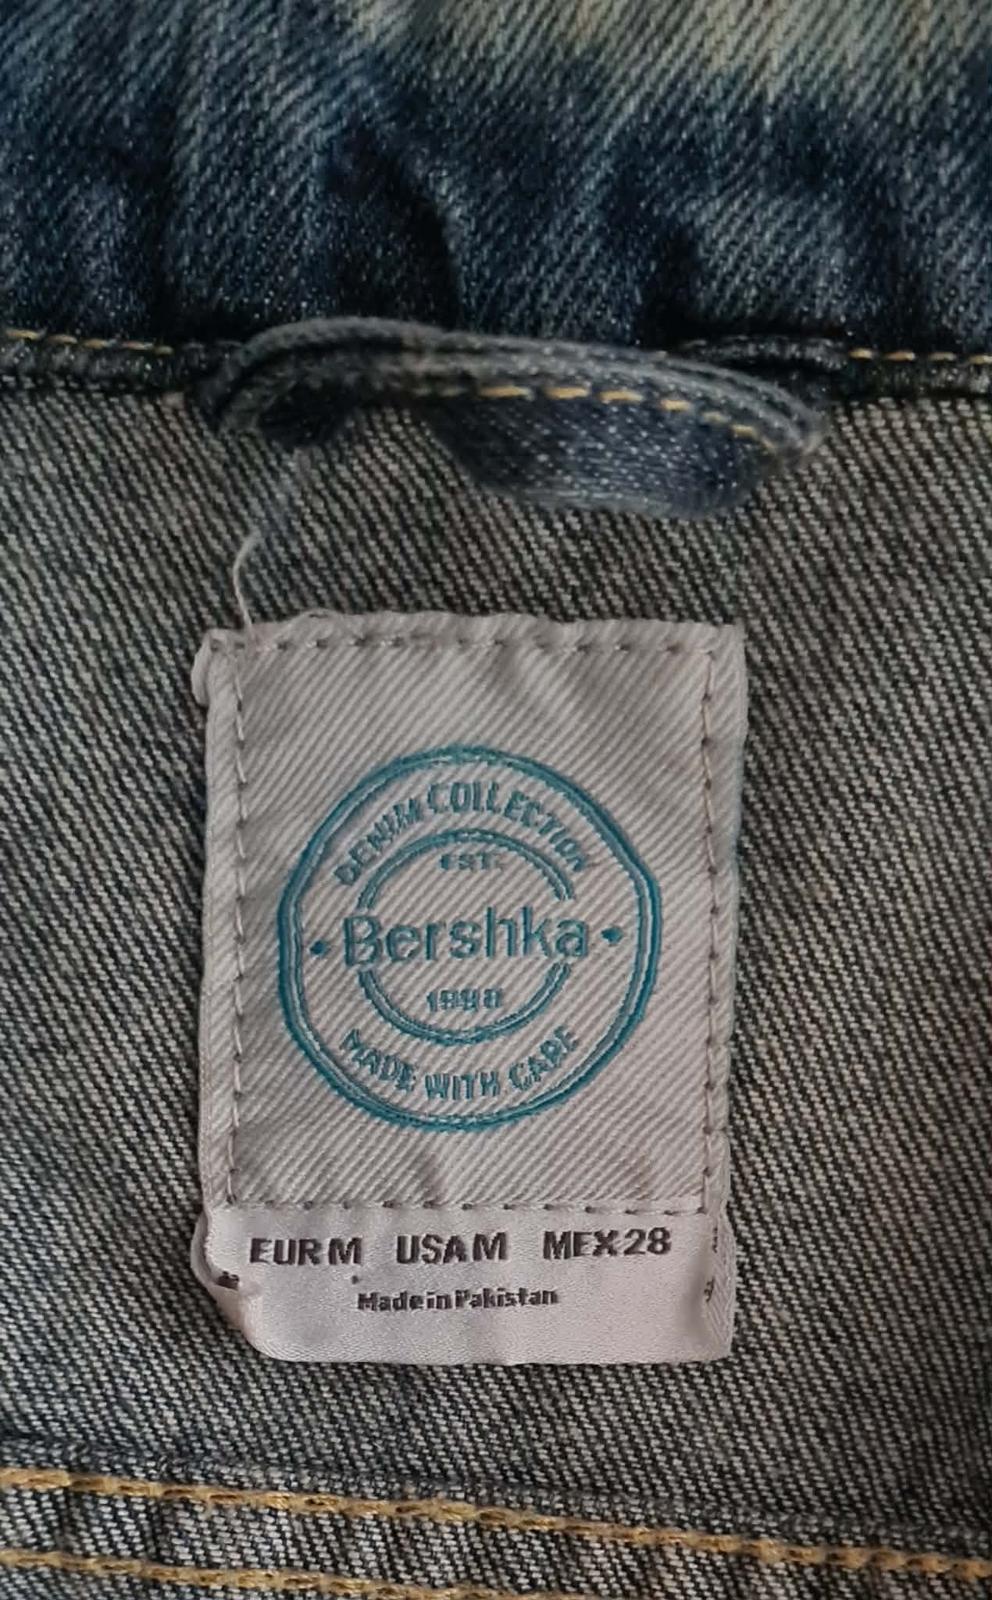 DENIM COLLECTION
EST.
Bershka
1998
MADE WITH CARE
EUR M USA M MEX 28
Made in Pakistan